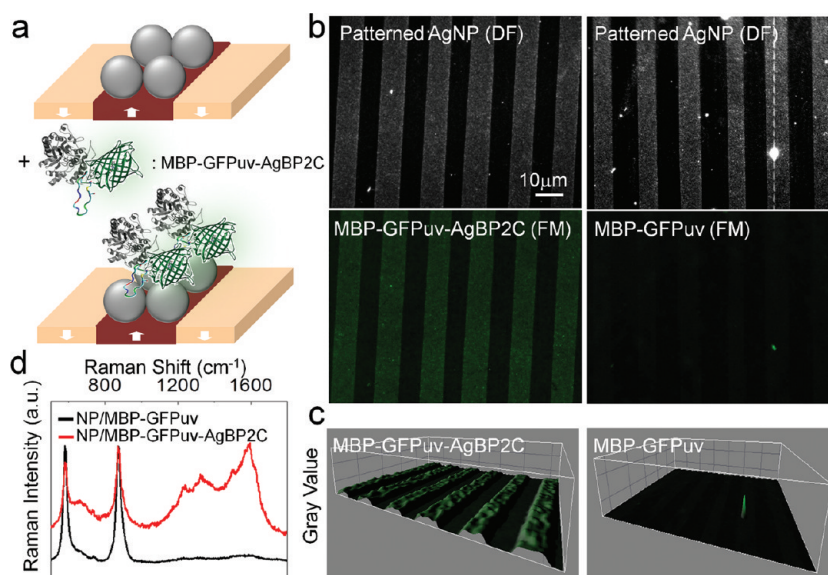 a
+
: MBP-GFPuv-AgBP2C
b
Patterned AgNP (DF)
10μm
Patterned AgNP (DF)
MBP-GFPuv-AgBP2C (FM)
MBP-GFPuv (FM)
c
MBP-GFPuv-AgBP2C
MBP-GFPuv
Gray Value
d
Raman Shift (cm⁻¹)
800 1200 1600
NP/MBP-GFPuv
NP/MBP-GFPuv-AgBP2C
Raman Intensity (a.u.)